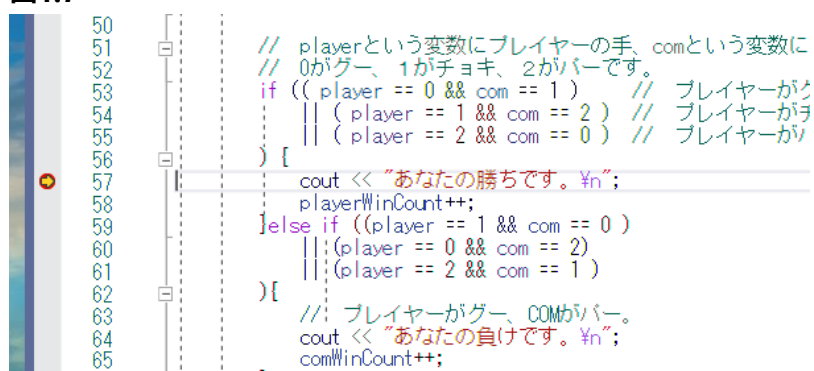 50
51 // playerという変数にプレイヤーの手、comという変数に
52 // 0がグー、１がチョキ、２がパーです。
53 if (( player == 0 && com == 1 ) // プレイヤーが
54 || ( player == 1 && com == 2 ) // プレイヤーが
55 || ( player == 2 && com == 0 ) // プレイヤーが
56 ) {
57 cout << "あなたの勝ちです。¥n";
58 playerWinCount++;
59 }else if ((player == 1 && com == 0 )
60 || (player == 0 && com == 2)
61 || (player == 2 && com == 1 )
62 ){
63 // プレイヤーがグー、COMがパー。
64 cout << "あなたの負けです。¥n";
65 comWinCount++;